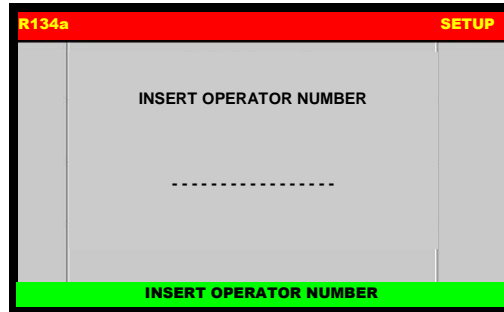 R134a SETUP
INSERT OPERATOR NUMBER
- - - - - - - - - - - - - - - - -
INSERT OPERATOR NUMBER